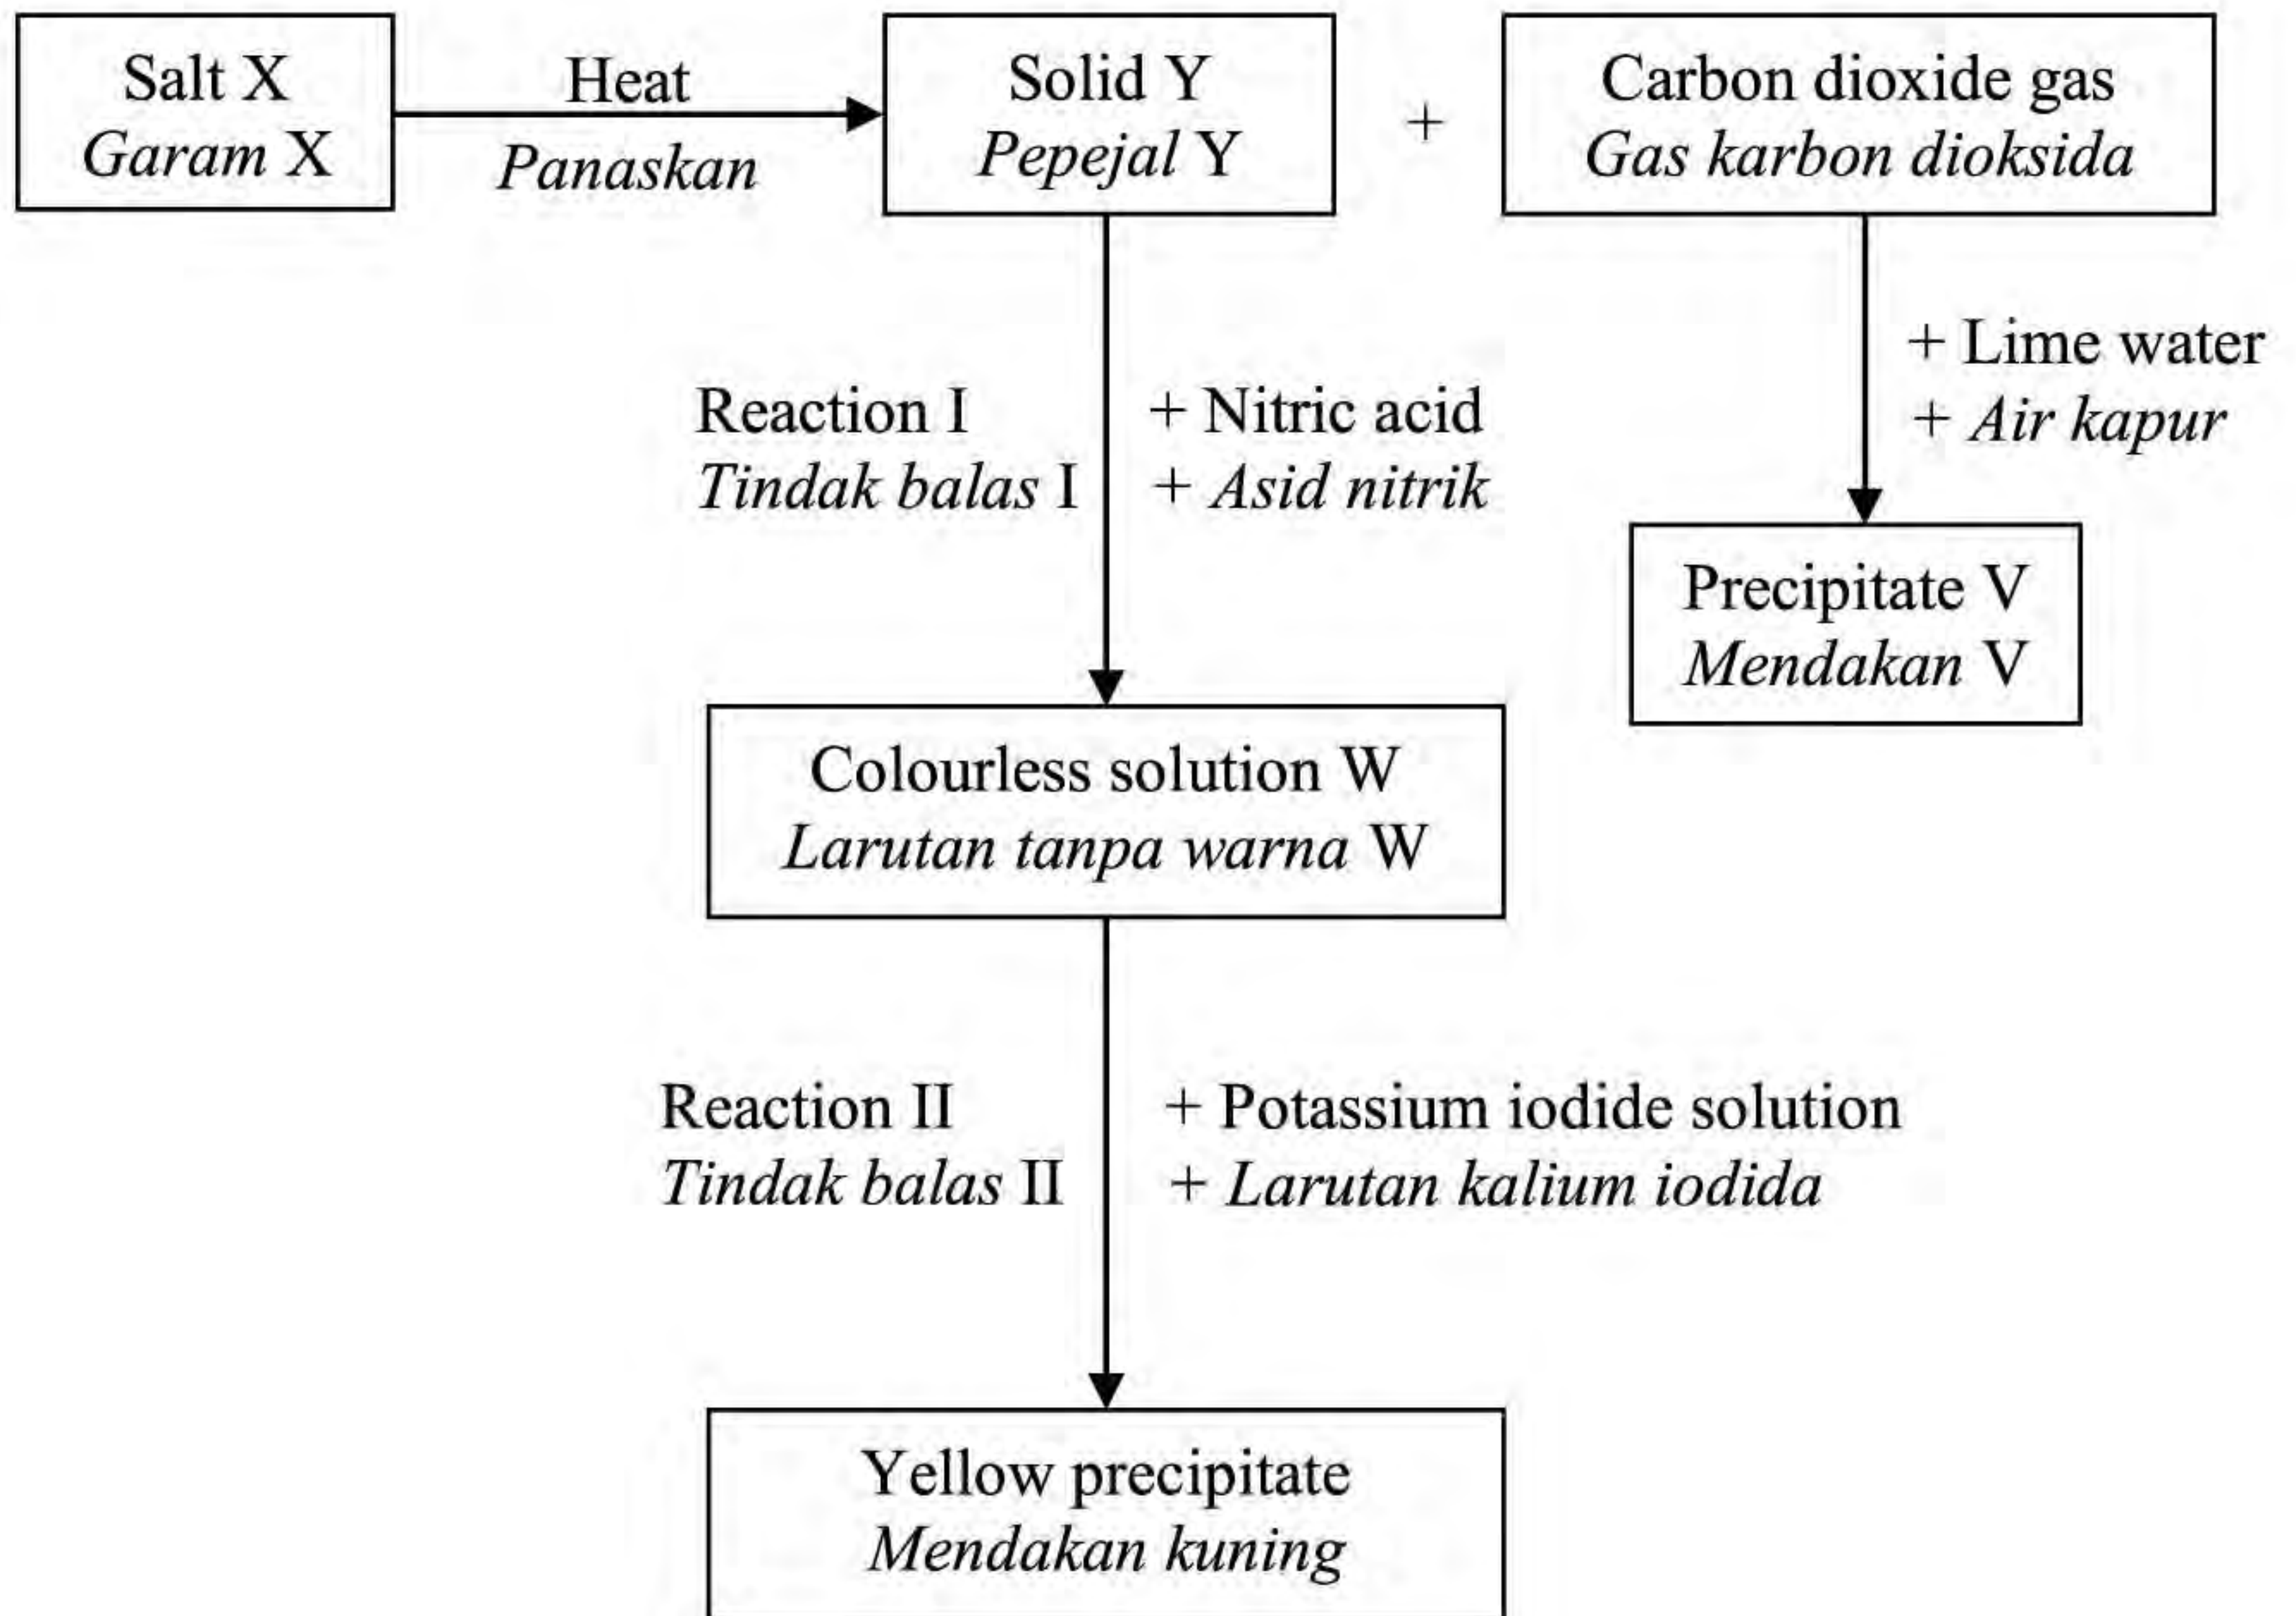 Salt X
Garam X
Heat
Panaskan
Solid Y
Pepejal Y
+
Carbon dioxide gas
Gas karbon dioksida
+ Lime water
+ Air kapur
Reaction I
Tindak balas I
+ Nitric acid
+ Asid nitrik
Precipitate V
Mendakan V
Colourless solution W
Larutan tanpa warna W
Reaction II
Tindak balas II
+ Potassium iodide solution
+ Larutan kalium iodida
Yellow precipitate
Mendakan kuning